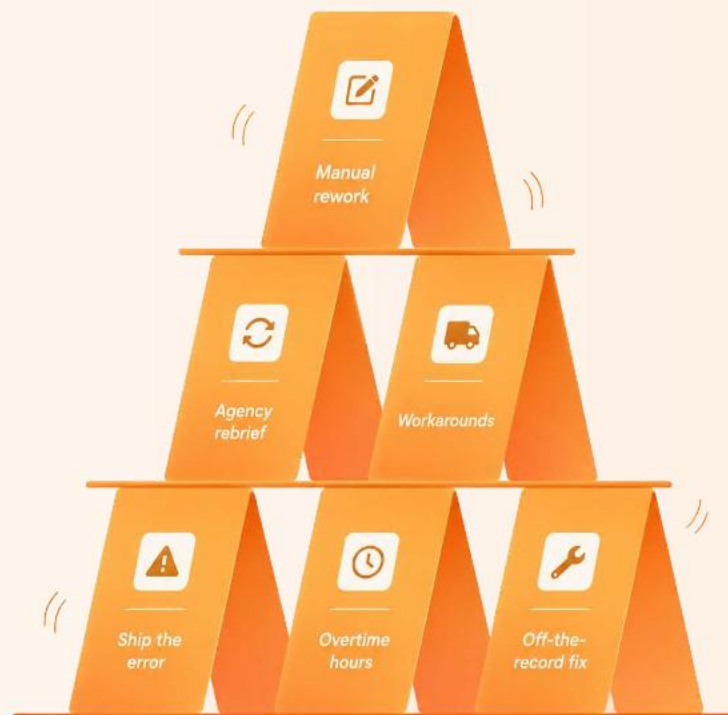 Manual
rework
Agency
rebrief
Workarounds
Ship the
error
Overtime
hours
Off-the-
record fix